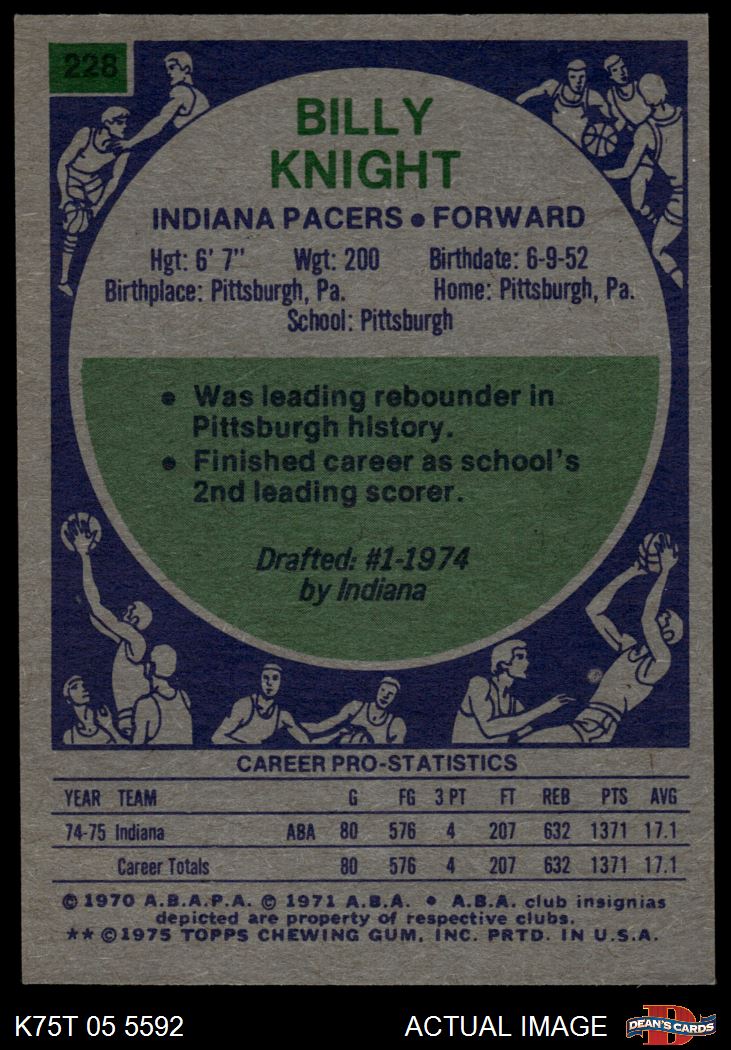 228
BILLY
KNIGHT
INDIANA PACERS • FORWARD
Hgt: 6' 7" Wgt: 200 Birthdate: 6-9-52
Birthplace: Pittsburgh, Pa. Home: Pittsburgh, Pa.
School: Pittsburgh
• Was leading rebounder in
Pittsburgh history.
• Finished career as school's
2nd leading scorer.
Drafted: #1-1974
by Indiana
CAREER PRO-STATISTICS
YEAR TEAM G FG 3 PT FT REB PTS AVG
74-75 Indiana ABA 80 576 4 207 632 1371 17.1
Career Totals 80 576 4 207 632 1371 17.1
© 1970 A.B.A.P.A. © 1971 A.B.A. • A.B.A. club insignias
depicted are property of respective clubs.
** © 1975 TOPPS CHEWING GUM, INC. PRTD. IN U.S.A.
K75T 05 5592 ACTUAL IMAGE D DEAN'S CARDS